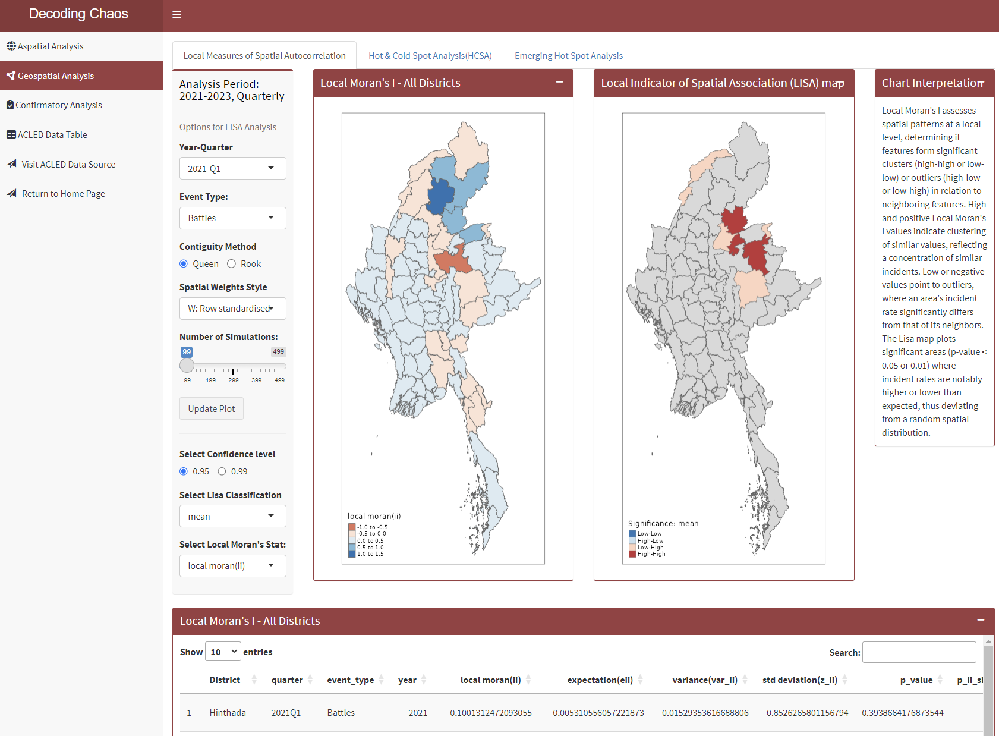 Decoding Chaos
Aspatial Analysis
Geospatial Analysis
Confirmatory Analysis
ACLED Data Table
Visit ACLED Data Source
Return to Home Page
Local Measures of Spatial Autocorrelation
Hot & Cold Spot Analysis(HCSA)
Emerging Hot Spot Analysis
Analysis Period:
2021-2023, Quarterly
Options for LISA Analysis
Year-Quarter
2021-Q1
Event Type:
Battles
Contiguity Method
Queen
Rook
Spatial Weights Style
W: Row standardised
Number of Simulations:
99
499
99
199
299
399
499
Update Plot
Select Confidence level
0.95
0.99
Select Lisa Classification
mean
Select Local Moran's Stat:
local moran(ii)
Local Moran's I - All Districts
local moran(ii)
-1.0 to -0.5
-0.5 to 0.0
0.0 to 0.5
0.5 to 1.0
1.0 to 1.5
Local Indicator of Spatial Association (LISA) map
Significance: mean
Low-Low
High-Low
Low-High
High-High
Chart Interpretation
Local Moran's I assesses
spatial patterns at a local
level, determining if
features form significant
clusters (high-high or low-
low) or outliers (high-low
or low-high) in relation to
neighboring features. High
and positive Local Moran's
I values indicate clustering
of similar values, reflecting
a concentration of similar
incidents. Low or negative
values point to outliers,
where an area's incident
rate significantly differs
from that of its neighbors.
The Lisa map plots
significant areas (p-value <
0.05 or 0.01) where
incident rates are notably
higher or lower than
expected, thus deviating
from a random spatial
distribution.
Local Moran's I - All Districts
Show 10 entries
Search:
District quarter event_type year local moran(ii) expectation(eii) variance(var_ii) std deviation(z_ii) p_value p_ii_si
1 Hinthada 2021Q1 Battles 2021 0.1001312472093055 -0.005310556057221873 0.01529353616688806 0.8526265801156794 0.3938664176873544